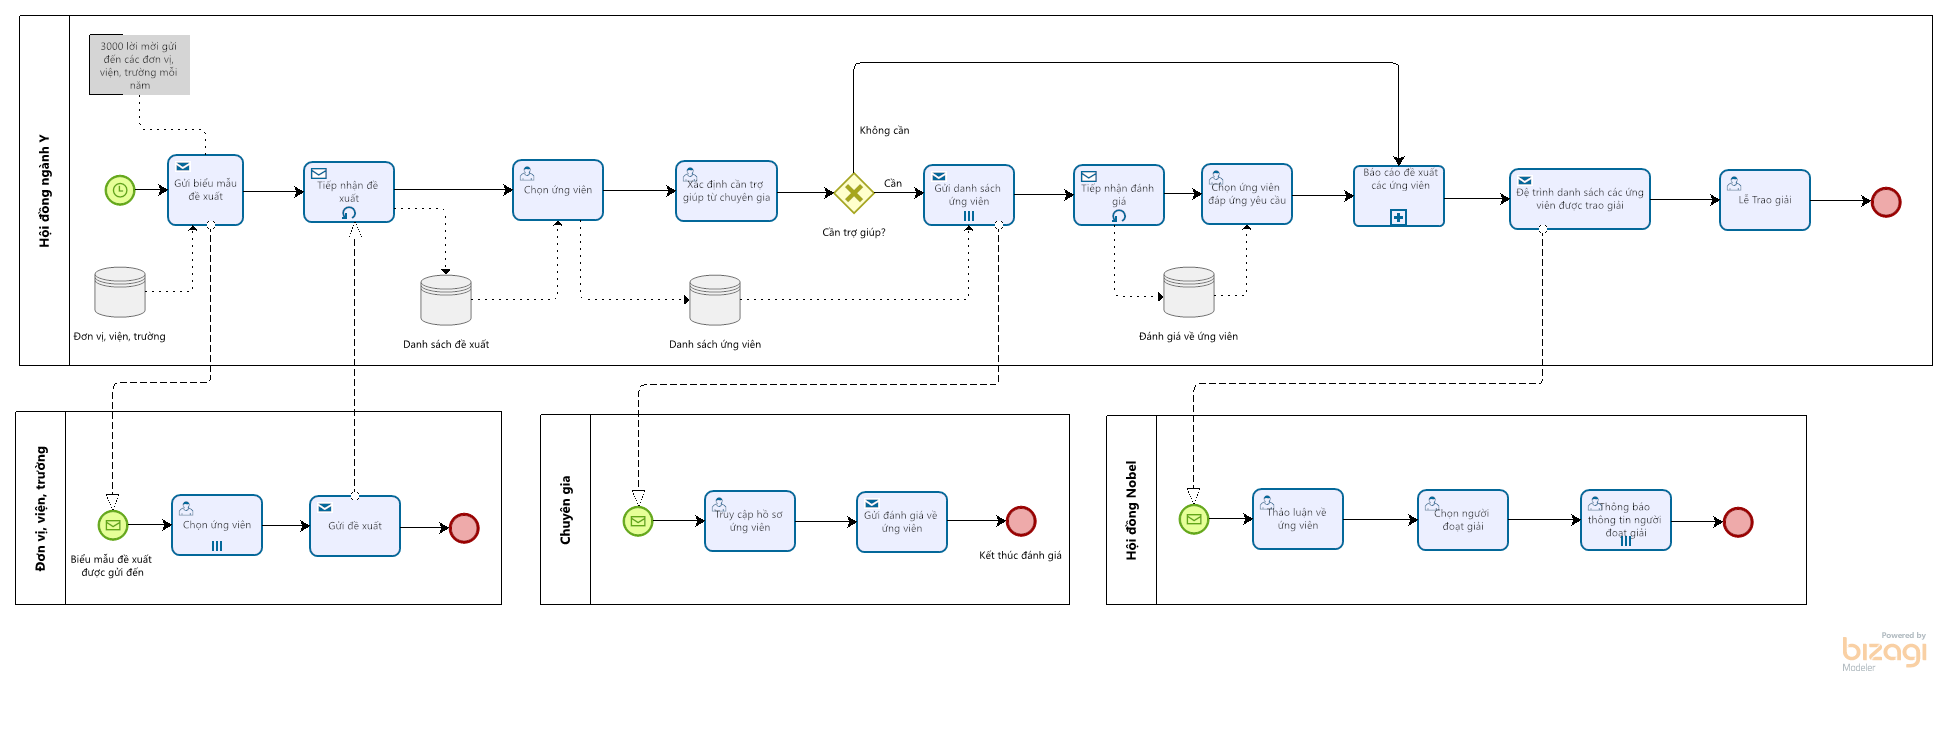 Hội đồng ngành Y
3000 lời mời gửi
đến các đơn vị,
viện, trường mỗi
năm
Gửi biểu mẫu
đề xuất
Tiếp nhận đề
xuất
Chọn ứng viên
Xác định cần trợ
giúp từ chuyên gia
Không cần
Cần
Cần trợ giúp?
Gửi danh sách
ứng viên
Tiếp nhận đánh
giá
Chọn ứng viên
đáp ứng yêu cầu
Báo cáo đề xuất
các ứng viên
Đệ trình danh sách các ứng
viên được trao giải
Lễ Trao giải
Đơn vị, viện, trường
Danh sách đề xuất
Danh sách ứng viên
Đánh giá về ứng viên
Đơn vị, viện, trường
Biểu mẫu đề xuất
được gửi đến
Chọn ứng viên
Gửi đề xuất
Chuyên gia
Truy cập hồ sơ
ứng viên
Gửi đánh giá về
ứng viên
Kết thúc đánh giá
Hội đồng Nobel
Thảo luận về
ứng viên
Chọn người
đoạt giải
Thông báo
thông tin người
đoạt giải
Powered by
bizagi
Modeler